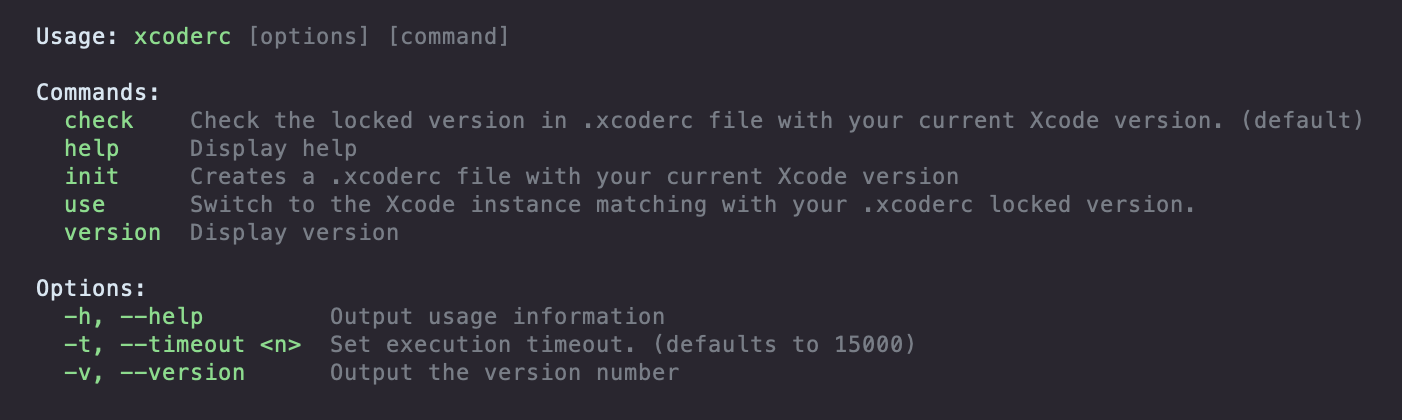 Usage: xcoderc [options] [command]
Commands:
check    Check the locked version in .xcoderc file with your current Xcode version. (default)
help     Display help
init     Creates a .xcoderc file with your current Xcode version
use      Switch to the Xcode instance matching with your .xcoderc locked version.
version  Display version
Options:
-h, --help         Output usage information
-t, --timeout <n>  Set execution timeout. (defaults to 15000)
-v, --version      Output the version number